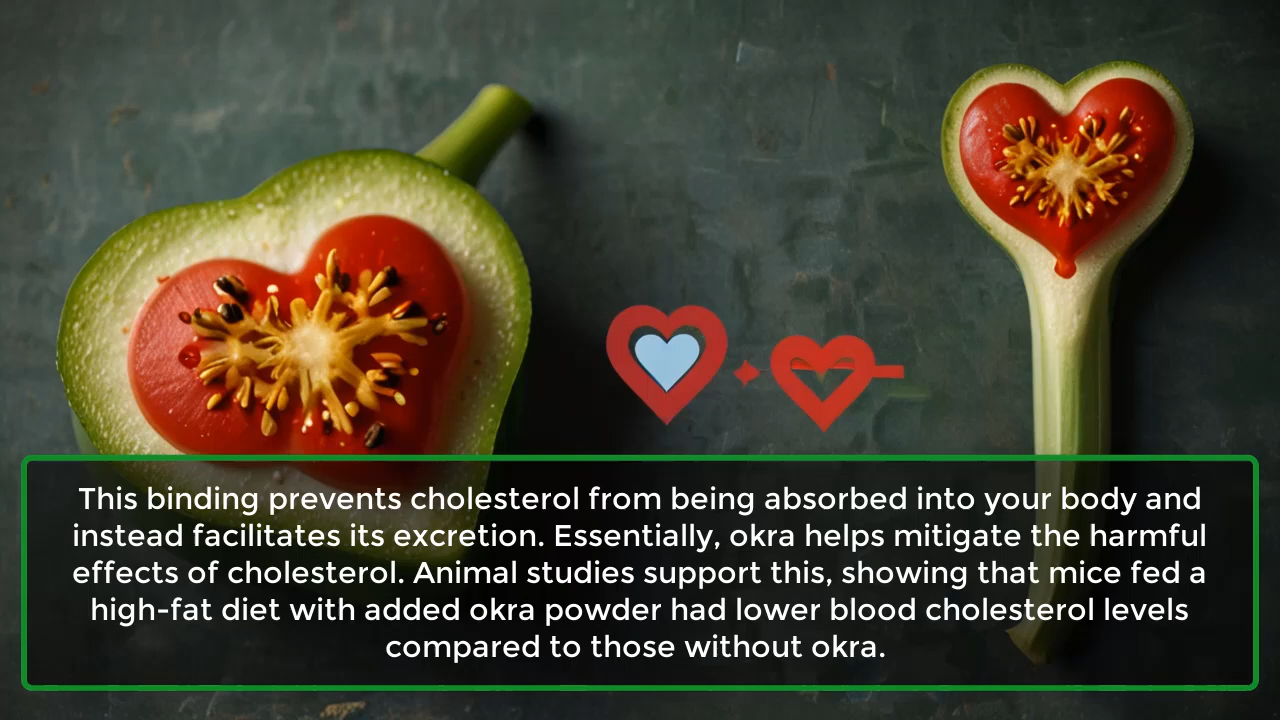 This binding prevents cholesterol from being absorbed into your body and
instead facilitates its excretion. Essentially, okra helps mitigate the harmful
effects of cholesterol. Animal studies support this, showing that mice fed a
high-fat diet with added okra powder had lower blood cholesterol levels
compared to those without okra.